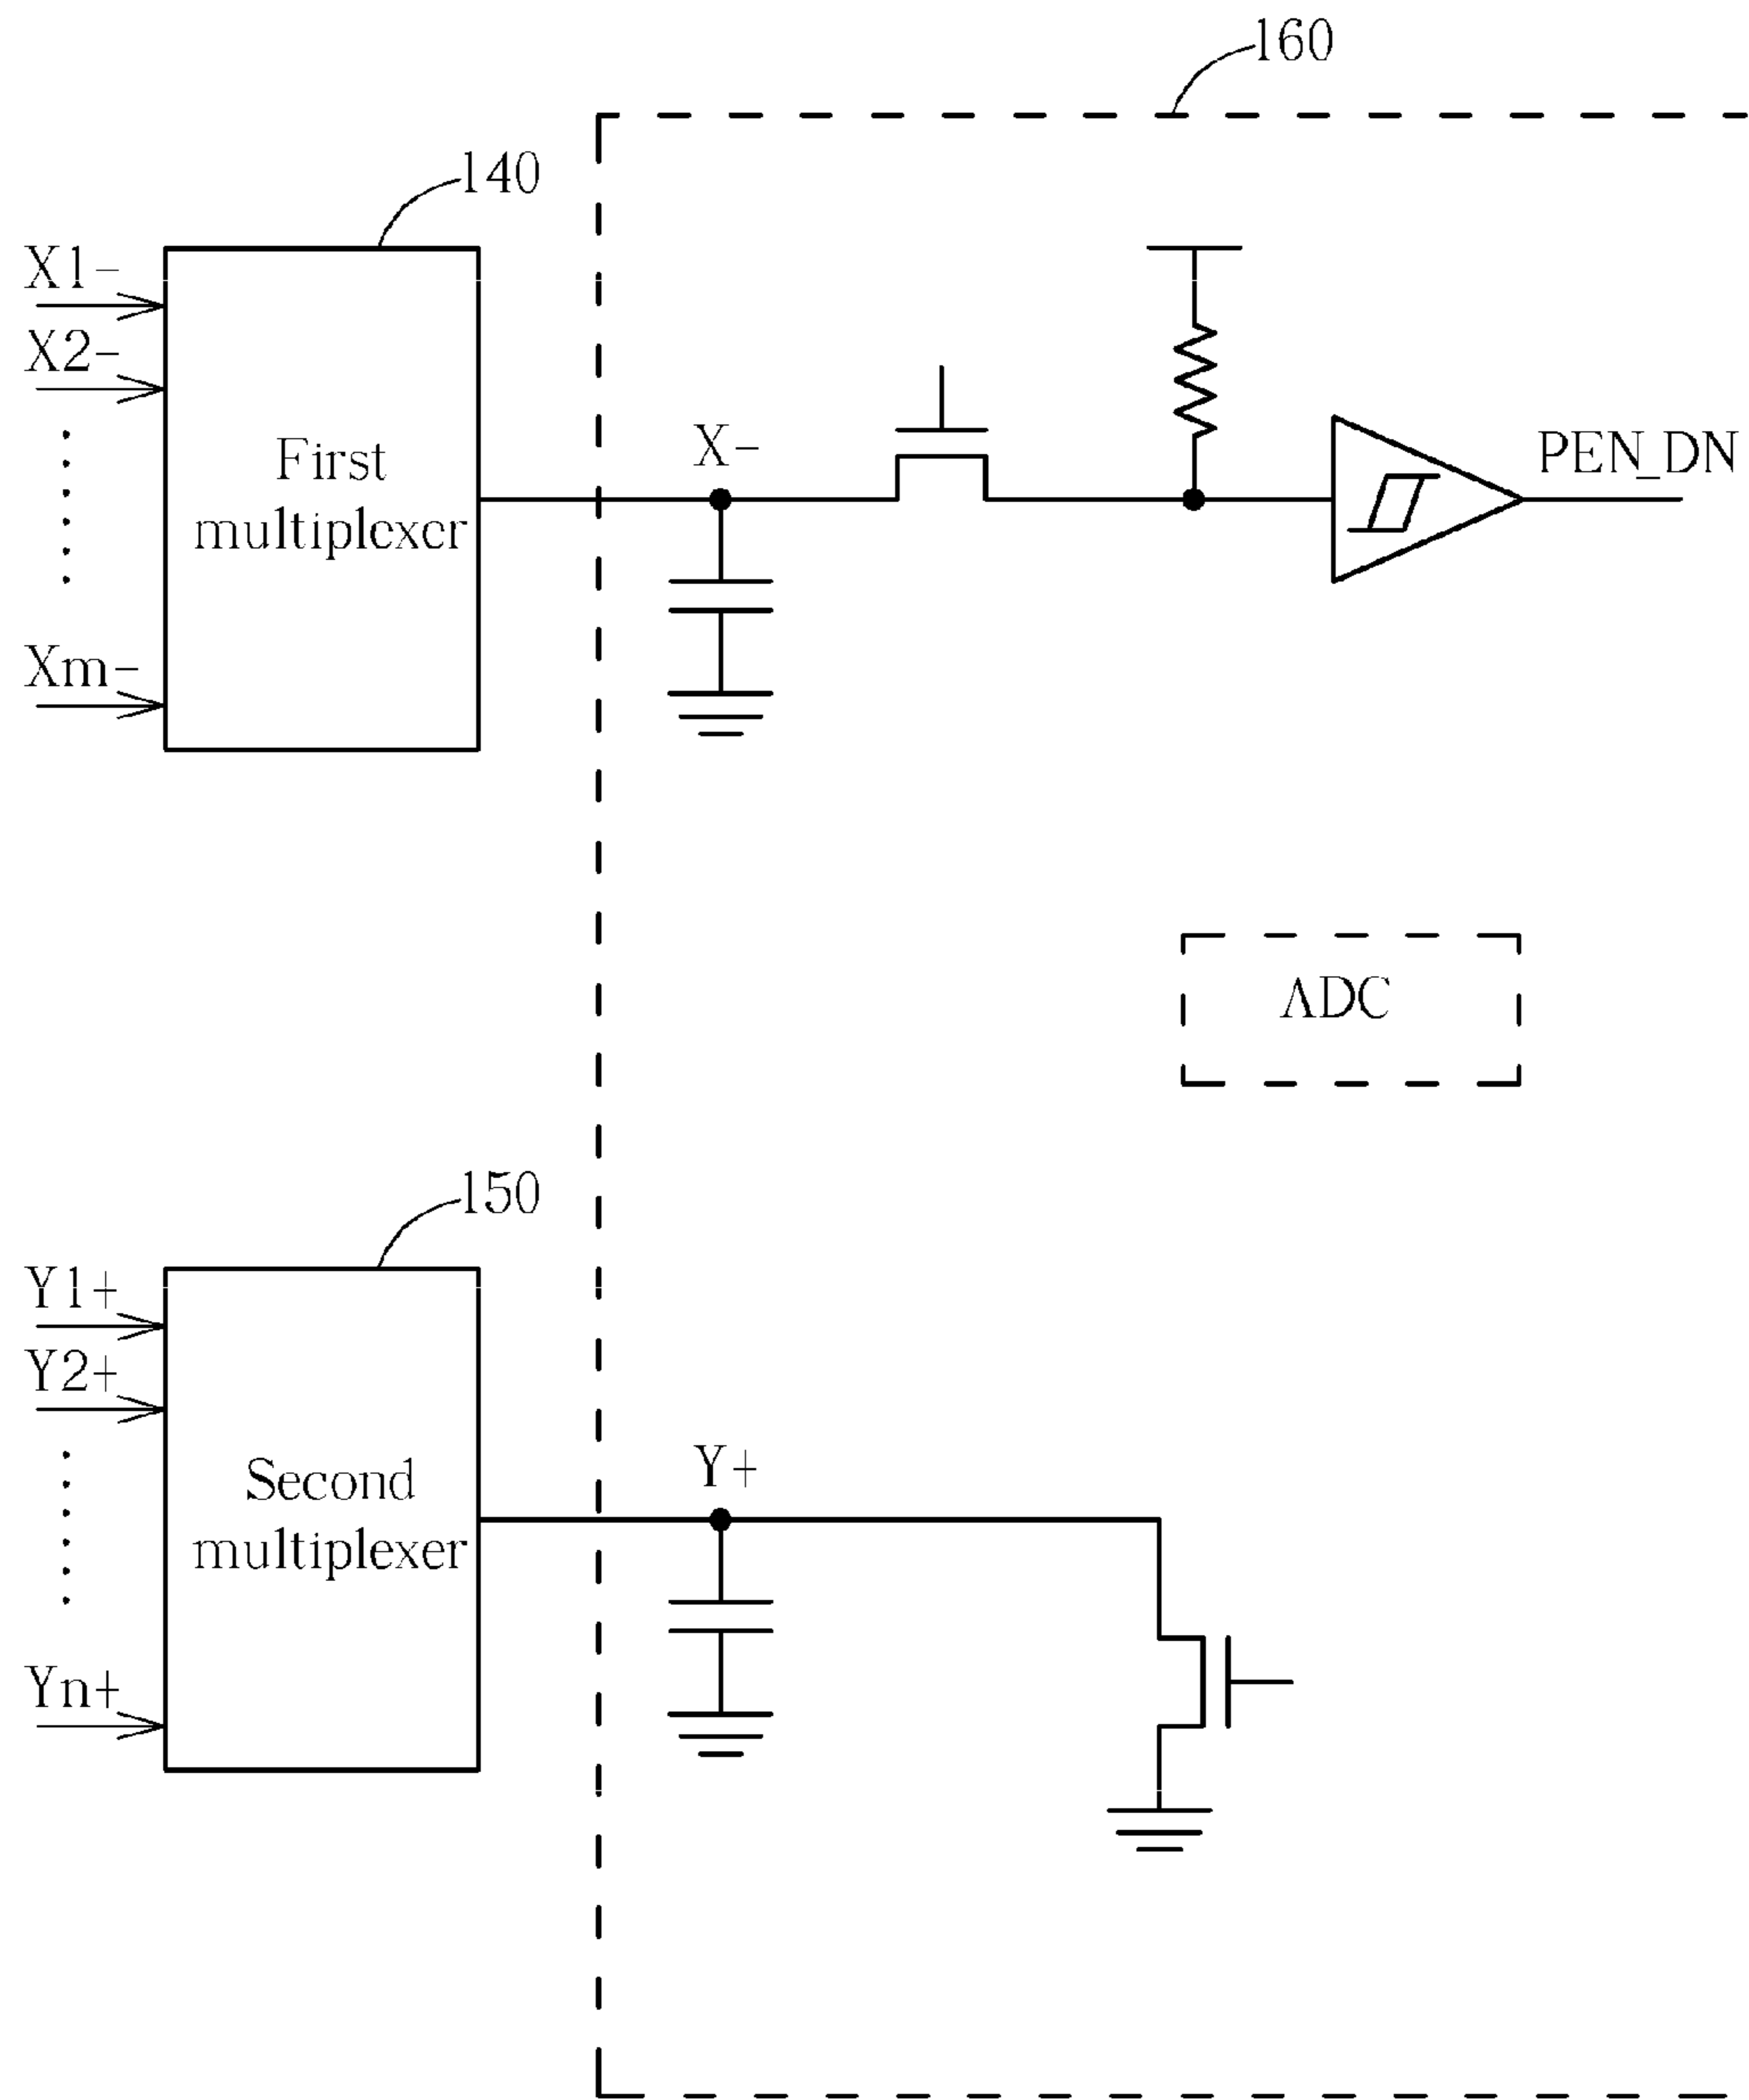 160
140
X1-
X2-
Xm-
First
multiplexer
X-
PEN_DN
ADC
150
Y1+
Y2+
Yn+
Second
multiplexer
Y+